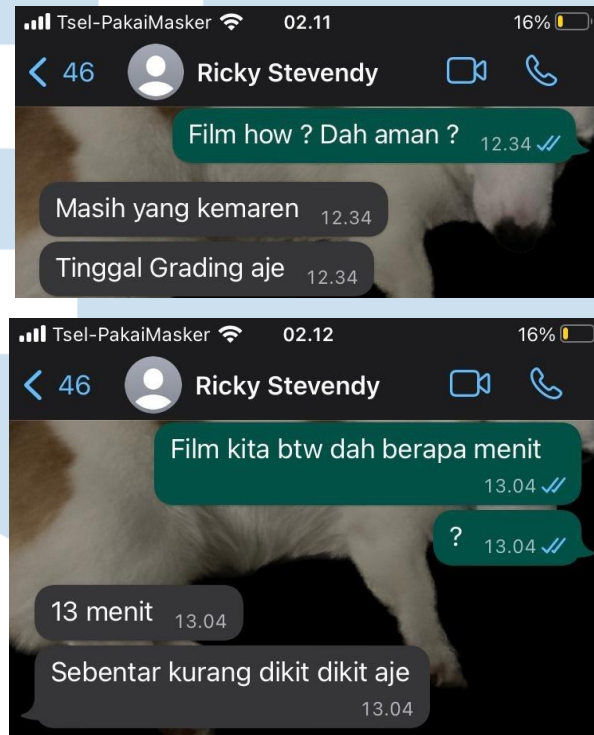 Tsel-PakaiMasker 02.11 16%
46 Ricky Stevendy
Film how ? Dah aman ? 12.34
Masih yang kemaren 12.34
Tinggal Grading aje 12.34
Tsel-PakaiMasker 02.12 16%
46 Ricky Stevendy
Film kita btw dah berapa menit
13.04
? 13.04
13 menit 13.04
Sebentar kurang dikit dikit aje
13.04